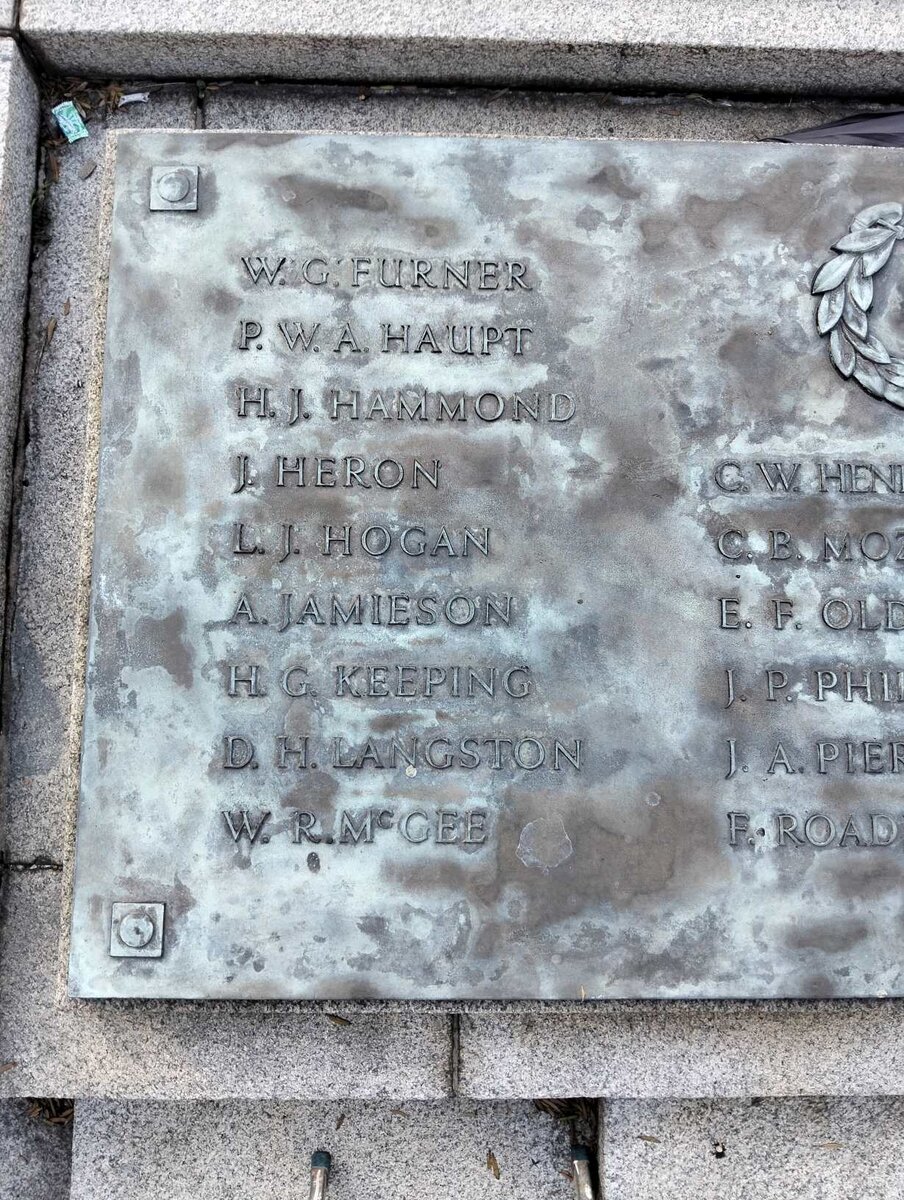 W. G. FURNER
P. W. A. HAUPT
H. J. HAMMOND
J. HERON
L. J. HOGAN
A. JAMIESON
H. G. KEEPING
D. H. LANGSTON
W. R. McGEE
C. W.
C. B.
E. F.
J. P.
J. A.
F.